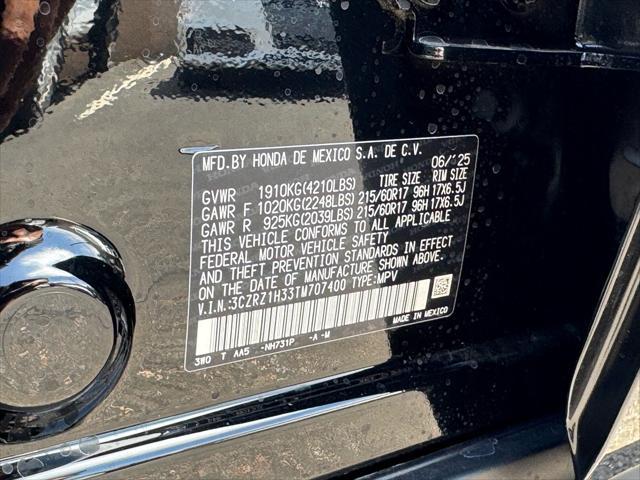 MFD. BY HONDA DE MEXICO S.A. DE C.V. 06/'25
TIRE SIZE RIM SIZE
GVWR 1910KG(4210LBS)
GAWR F 1020KG(2248LBS) 215/60R17 96H 17X6.5J
GAWR R 925KG(2039LBS) 215/60R17 96H 17X6.5J
THIS VEHICLE CONFORMS TO ALL APPLICABLE
FEDERAL MOTOR VEHICLE SAFETY
AND THEFT PREVENTION STANDARDS IN EFFECT
ON THE DATE OF MANUFACTURE SHOWN ABOVE.
V.I.N.:3CZRZ1H33TM707400 TYPE:MPV
3W0 T AA5 -NH731P -A -M
MADE IN MEXICO